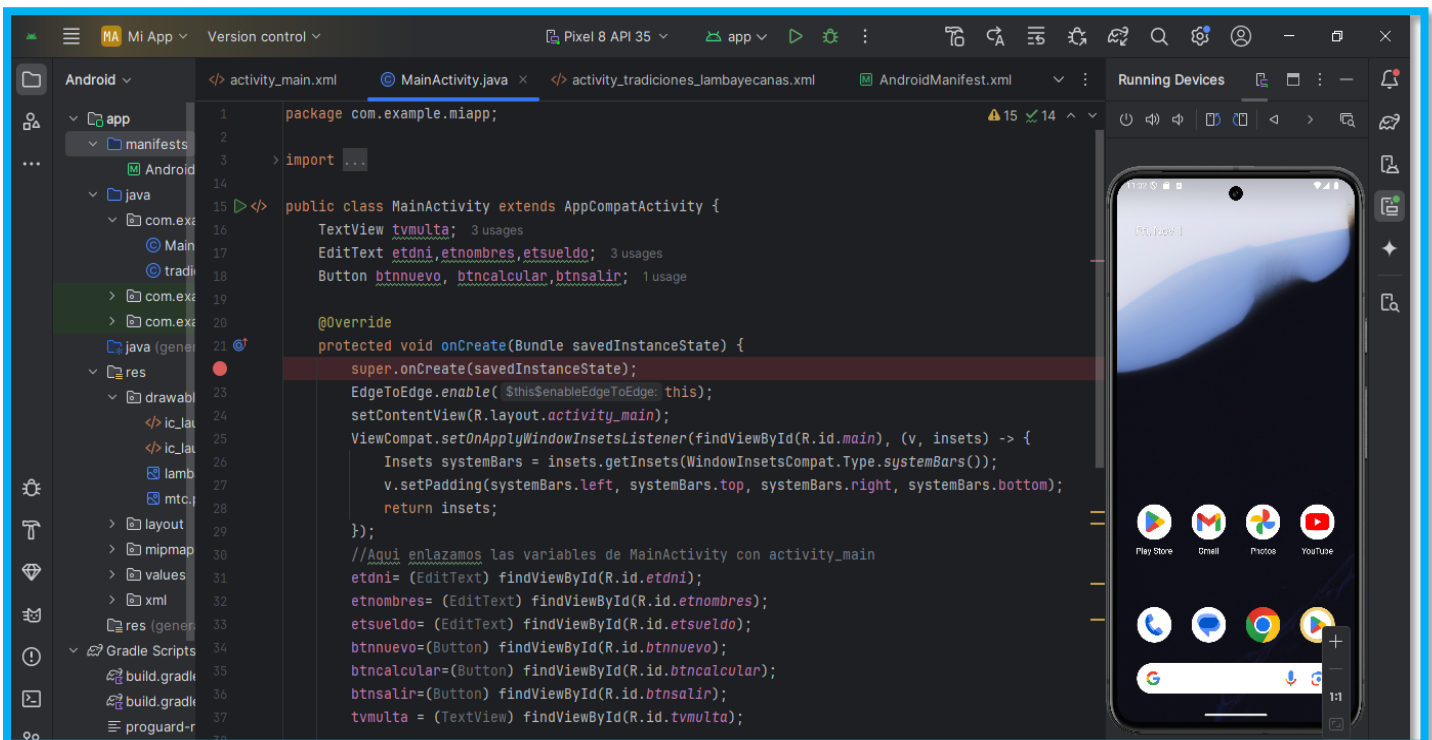 MA Mi App Version control Pixel 8 API 35 app
Android
activity_main.xml MainActivity.java activity_tradiciones_lambayecanas.xml AndroidManifest.xml
Running Devices
app
manifests
Android
java
com.exa
Main
tradi
com.exa
com.exa
java (gener
res
drawabl
ic_lau
ic_lau
lamb
mtc.p
layout
mipmap
values
xml
res (gener
Gradle Scripts
build.gradle
build.gradle
proguard-r
15 14
1 package com.example.miapp;
2
3 import ...
14
15 public class MainActivity extends AppCompatActivity {
16 TextView tvmulta; 3 usages
17 EditText etdni,etnombres,etsueldo; 3 usages
18 Button btnnuevo, btncalcular,btnsalir; 1 usage
19
20 @Override
21 protected void onCreate(Bundle savedInstanceState) {
super.onCreate(savedInstanceState);
23 EdgeToEdge.enable( $this$enableEdgeToEdge: this);
24 setContentView(R.layout.activity_main);
25 ViewCompat.setOnApplyWindowInsetsListener(findViewById(R.id.main), (v, insets) -> {
26 Insets systemBars = insets.getInsets(WindowInsetsCompat.Type.systemBars());
27 v.setPadding(systemBars.left, systemBars.top, systemBars.right, systemBars.bottom);
28 return insets;
29 });
30 //Aqui enlazamos las variables de MainActivity con activity_main
31 etdni= (EditText) findViewById(R.id.etdni);
32 etnombres= (EditText) findViewById(R.id.etnombres);
33 etsueldo= (EditText) findViewById(R.id.etsueldo);
34 btnnuevo=(Button) findViewById(R.id.btnnuevo);
35 btncalcular=(Button) findViewById(R.id.btncalcular);
36 btnsalir=(Button) findViewById(R.id.btnsalir);
37 tvmulta = (TextView) findViewById(R.id.tvmulta);
Play Store Gmail Photos YouTube
G
1:1